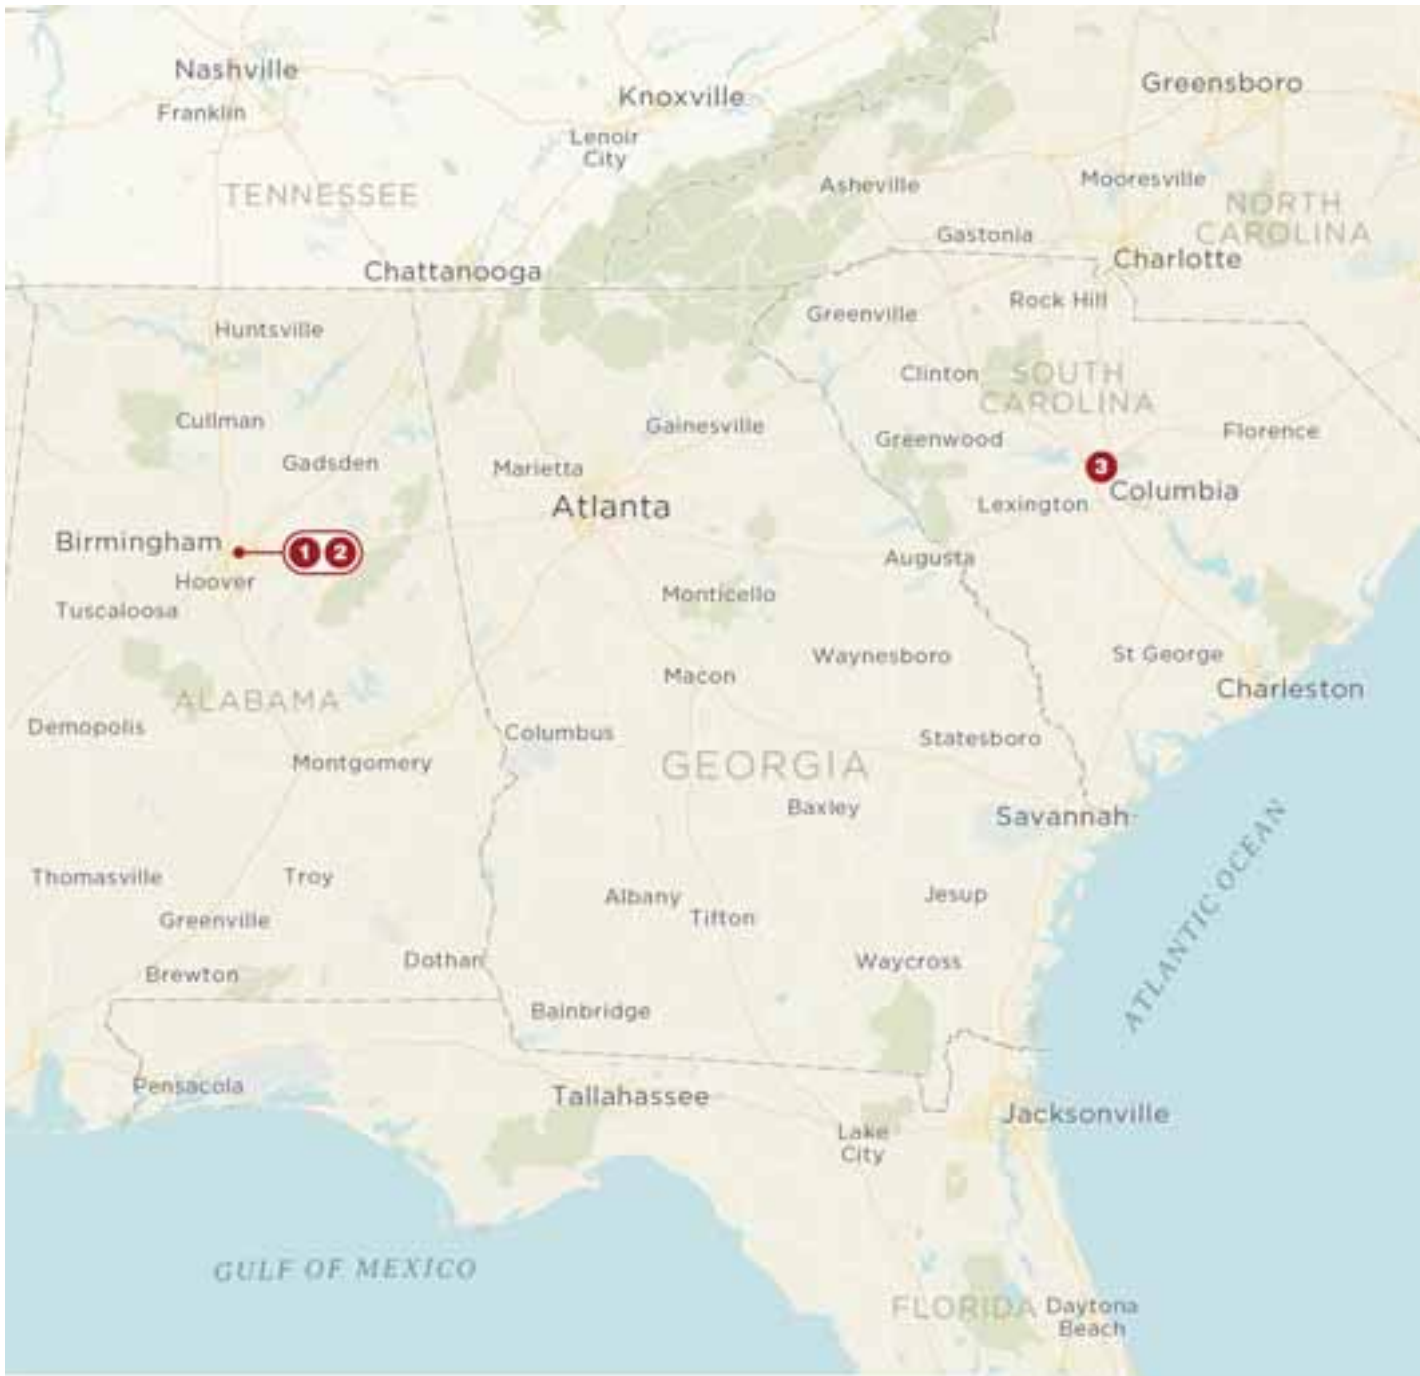 Nashville
Knoxville
Greensboro
Franklin
Lenoir
City
Asheville
Mooresville
TENNESSEE
NORTH
CAROLINA
Gastonia
Charlotte
Chattanooga
Rock Hill
Greenville
Huntsville
Clinton
SOUTH
CAROLINA
Cullman
Gainesville
Greenwood
Florence
Gadsden
Marietta
3
Columbia
Atlanta
Lexington
Birmingham
1 2
Augusta
Hoover
Monticello
Tuscaloosa
Waynesboro
St George
Macon
Charleston
ALABAMA
Demopolis
Columbus
Statesboro
Montgomery
GEORGIA
Baxley
Savannah
ATLANTIC OCEAN
Thomasville
Troy
Albany
Jesup
Tifton
Greenville
Dothan
Waycross
Brewton
Bainbridge
Pensacola
Tallahassee
Jacksonville
Lake
City
GULF OF MEXICO
FLORIDA
Daytona
Beach